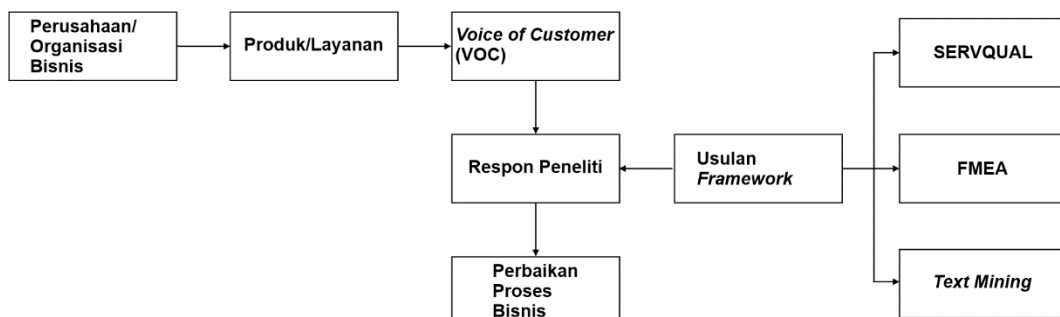 Perusahaan/
Organisasi
Bisnis
Produk/Layanan
Voice of Customer
(VOC)
SERVQUAL
Respon Peneliti
Usulan
Framework
FMEA
Perbaikan
Proses
Bisnis
Text Mining